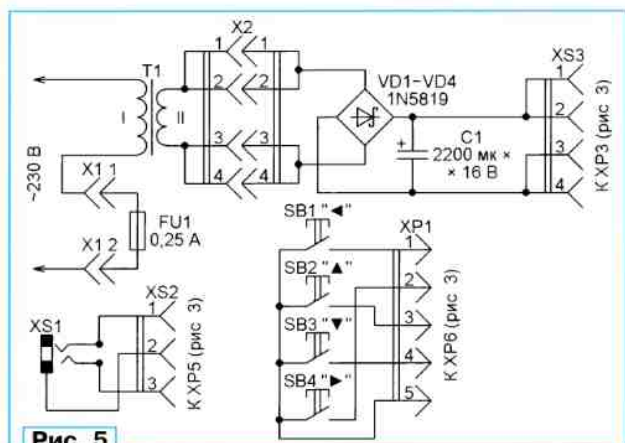 X2
1 1
2 2
3 3
4 4
T1
I
II
~230 В
X1 1
FU1
0,25 А
X1 2
VD1–VD4
1N5819
+
C1
2200 мк ×
× 16 В
XS3
1
2
3
4
К XP3 (рис 3)
XS1
XS2
1
2
3
К XP5 (рис 3)
SB1 "◄"
SB2 "▲"
SB3 "▼"
SB4 "►"
XP1
1
2
3
4
5
К XP6 (рис 3)
Рис. 5